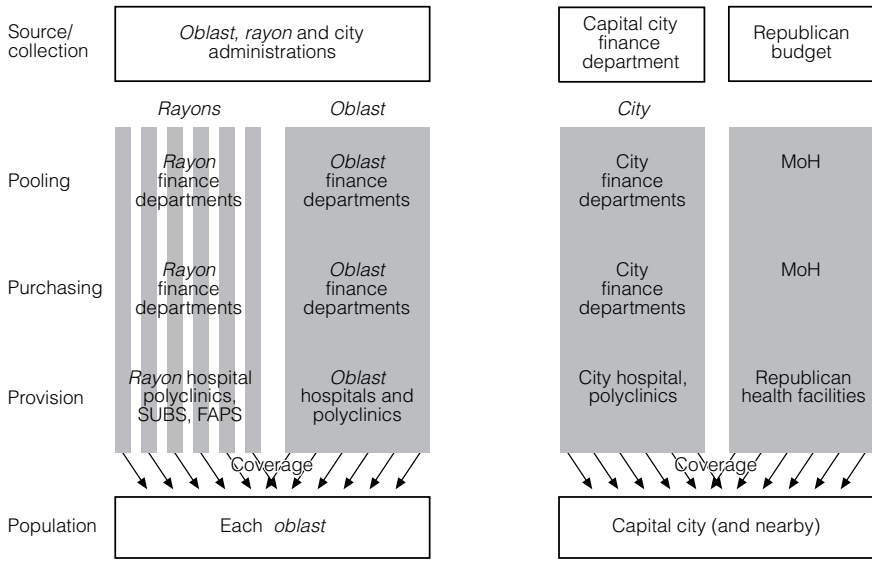 Source/
collection
Oblast, rayon and city
administrations
Capital city
finance
department
Republican
budget
Rayons
Oblast
City
Pooling
Rayon
finance
departments
Oblast
finance
departments
City
finance
departments
MoH
Purchasing
Rayon
finance
departments
Oblast
finance
departments
City
finance
departments
MoH
Provision
Rayon hospital
polyclinics,
SUBS, FAPS
Oblast
hospitals and
polyclinics
City hospital,
polyclinics
Republican
health facilities
Coverage
Coverage
Population
Each oblast
Capital city (and nearby)